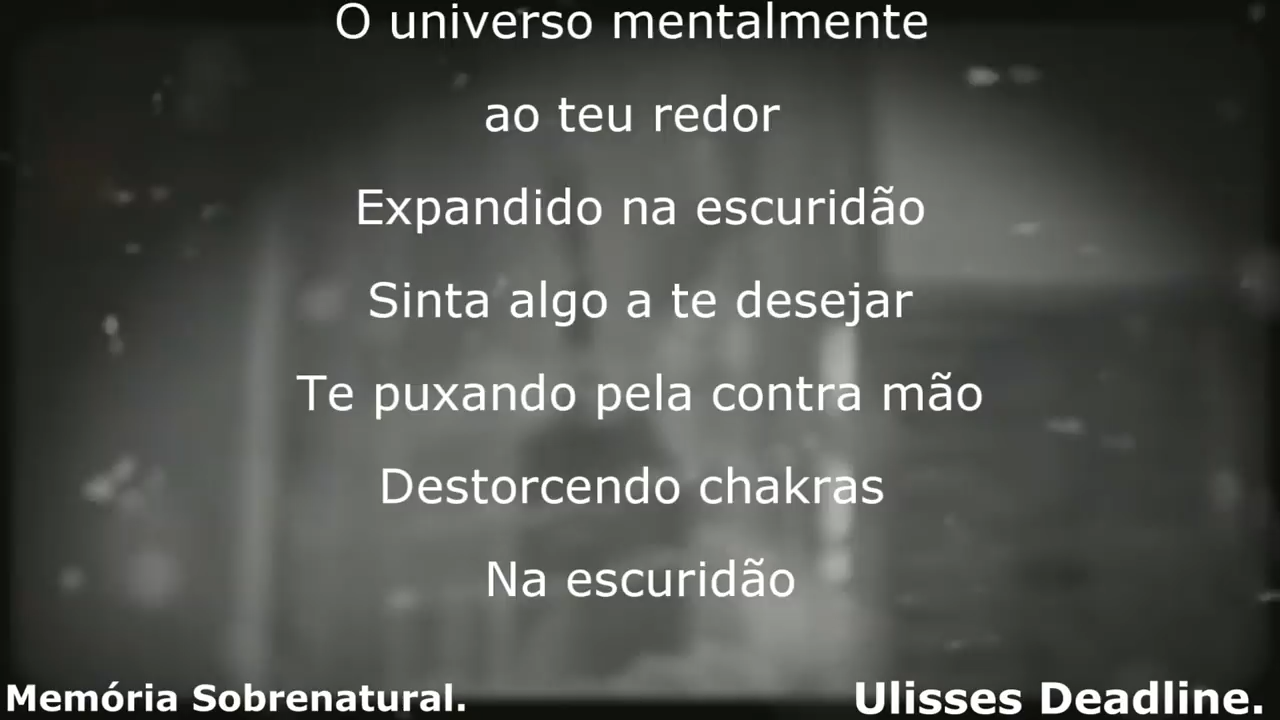 O universo mentalmente
ao teu redor
Expandido na escuridão
Sinta algo a te desejar
Te puxando pela contra mão
Destorcendo chakras
Na escuridão
Memória Sobrenatural.
Ulisses Deadline.